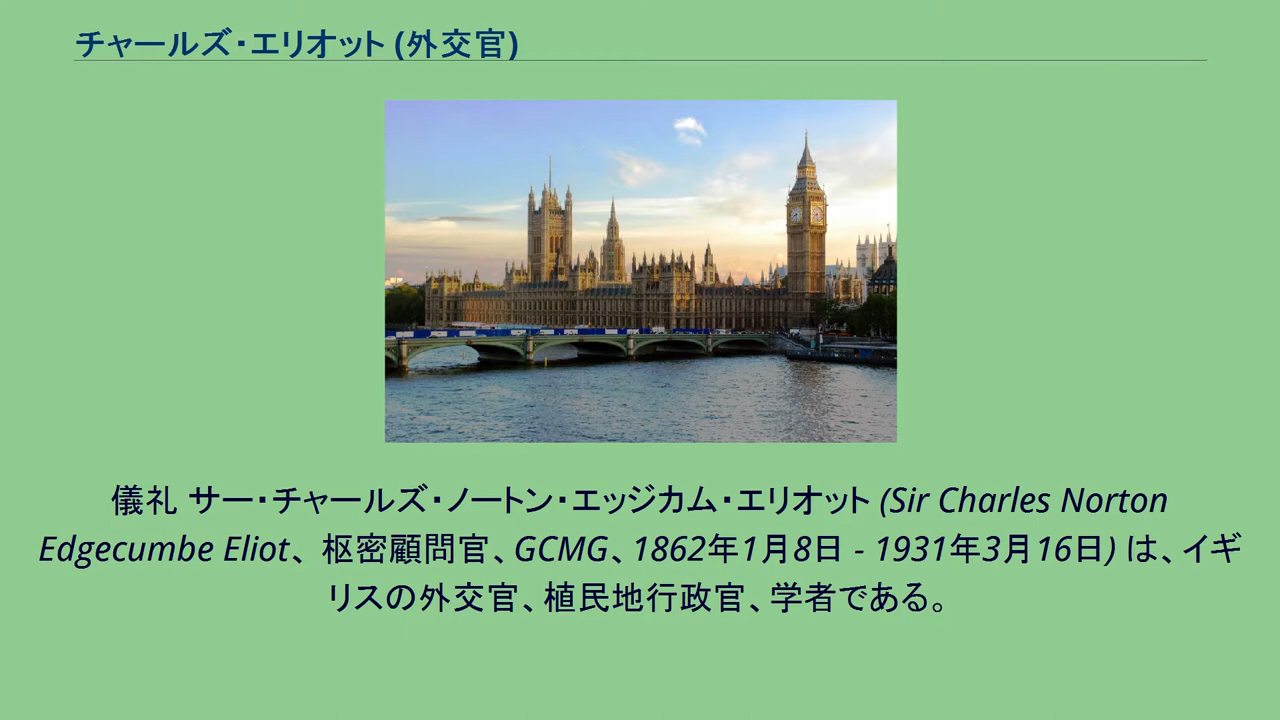 チャールズ・エリオット (外交官)
儀礼 サー・チャールズ・ノートン・エッジカム・エリオット (Sir Charles Norton
Edgecumbe Eliot、枢密顧問官、GCMG、1862年1月8日 - 1931年3月16日) は、イギ
リスの外交官、植民地行政官、学者である。